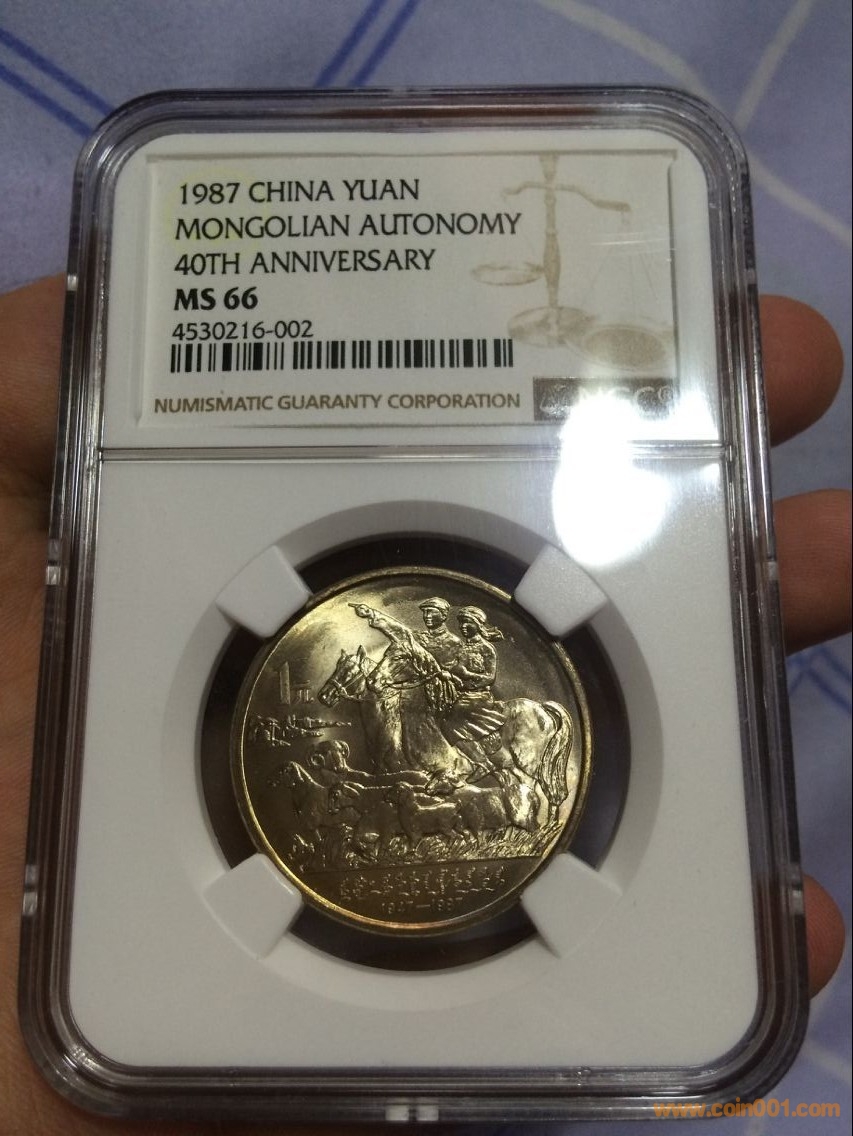 1987 CHINA YUAN
MONGOLIAN AUTONOMY
40TH ANNIVERSARY
MS 66
4530216-002
NUMISMATIC GUARANTY CORPORATION
NGC
1元
1947—1987
www.coin001.com